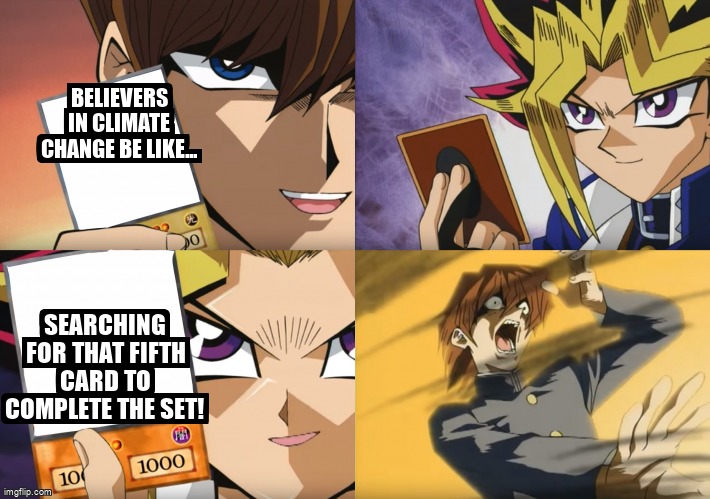 BELIEVERS
IN CLIMATE
CHANGE BE LIKE...
SEARCHING
FOR THAT FIFTH
CARD TO
COMPLETE THE SET!
1000
imgflip.com